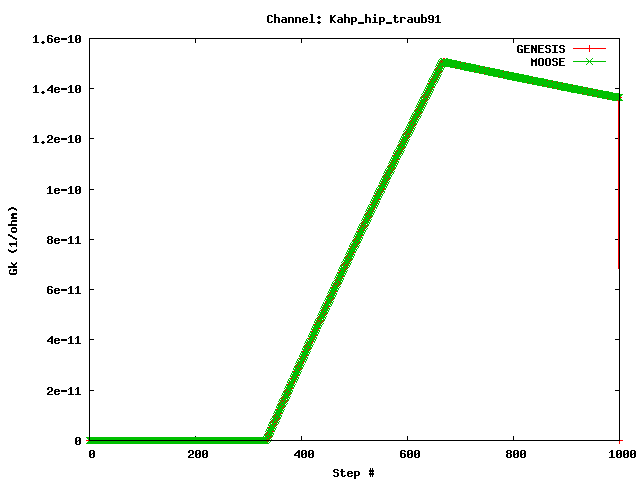 Channel: Kahp_hip_traub91
GENESIS
MOOSE
1.6e-10
1.4e-10
1.2e-10
1e-10
8e-11
6e-11
4e-11
2e-11
0
Gk (1/ohm)
0 200 400 600 800 1000
Step #